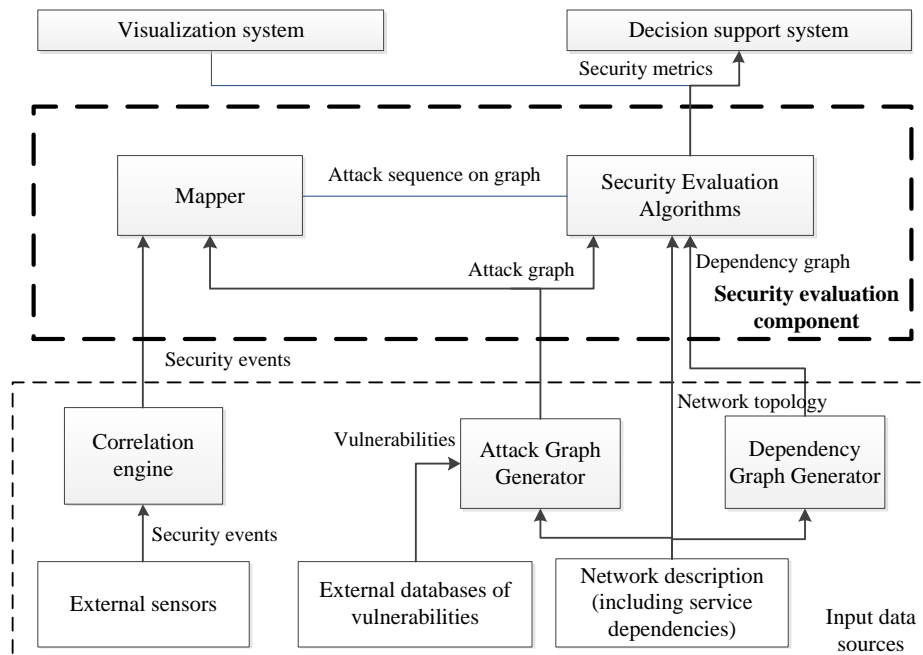 Visualization system
Decision support system
Security metrics
Mapper
Attack sequence on graph
Security Evaluation
Algorithms
Attack graph
Dependency graph
Security evaluation
component
Security events
Network topology
Correlation
engine
Vulnerabilities
Attack Graph
Generator
Dependency
Graph Generator
Security events
External sensors
External databases of
vulnerabilities
Network description
(including service
dependencies)
Input data
sources